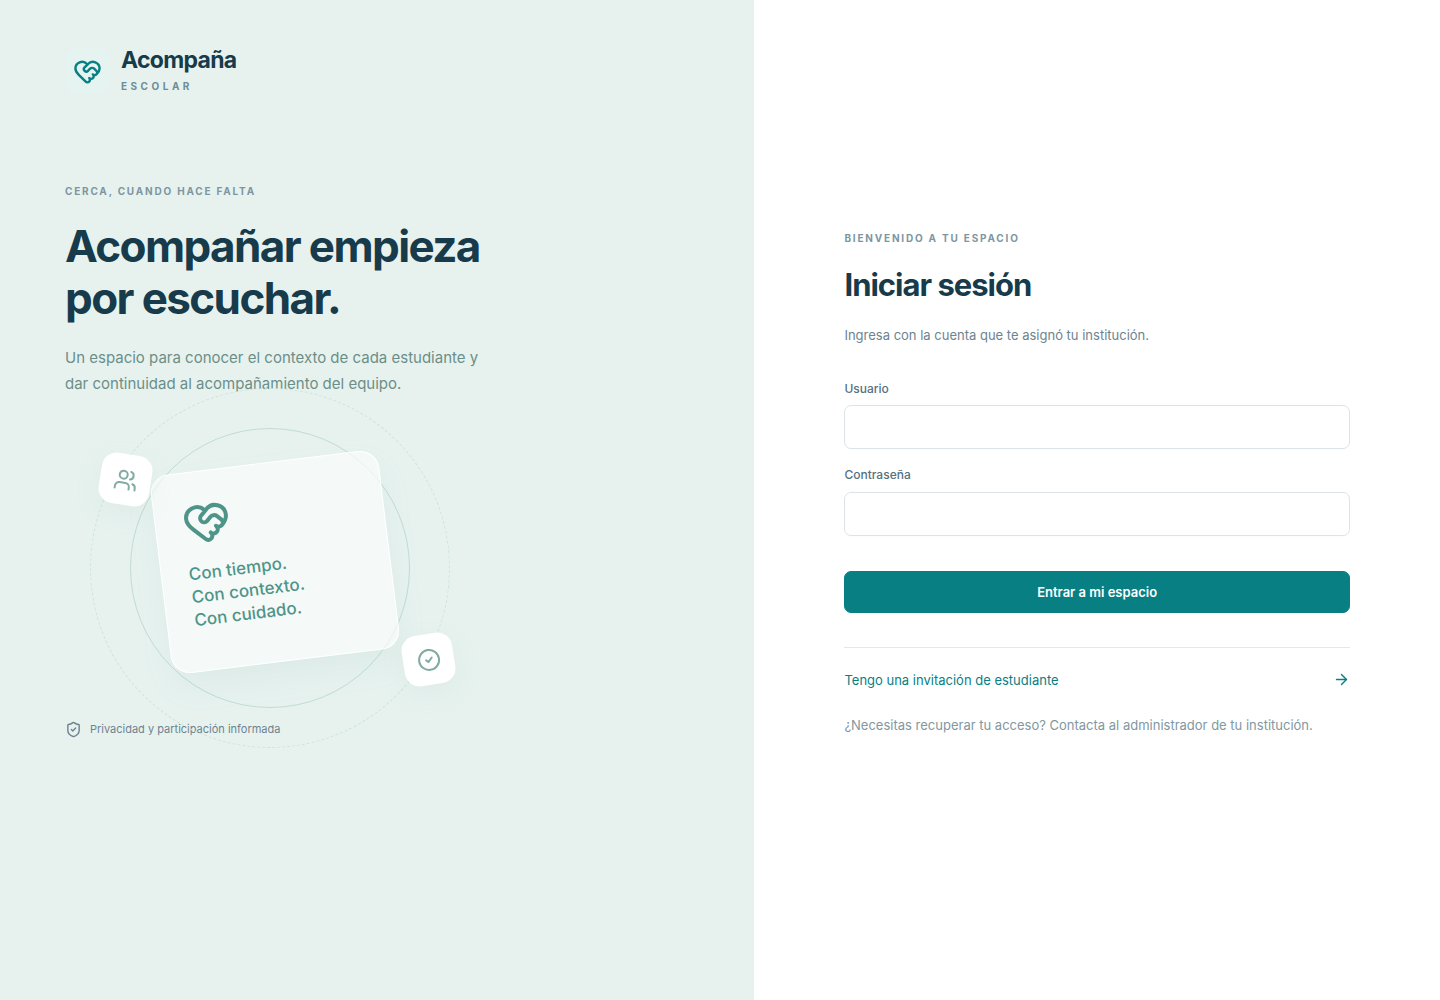 Acompaña
ESCOLAR
CERCA, CUANDO HACE FALTA
Acompañar empieza
por escuchar.
Un espacio para conocer el contexto de cada estudiante y
dar continuidad al acompañamiento del equipo.
Con tiempo.
Con contexto.
Con cuidado.
Privacidad y participación informada
BIENVENIDO A TU ESPACIO
Iniciar sesión
Ingresa con la cuenta que te asignó tu institución.
Usuario
Contraseña
Entrar a mi espacio
Tengo una invitación de estudiante
¿Necesitas recuperar tu acceso? Contacta al administrador de tu institución.